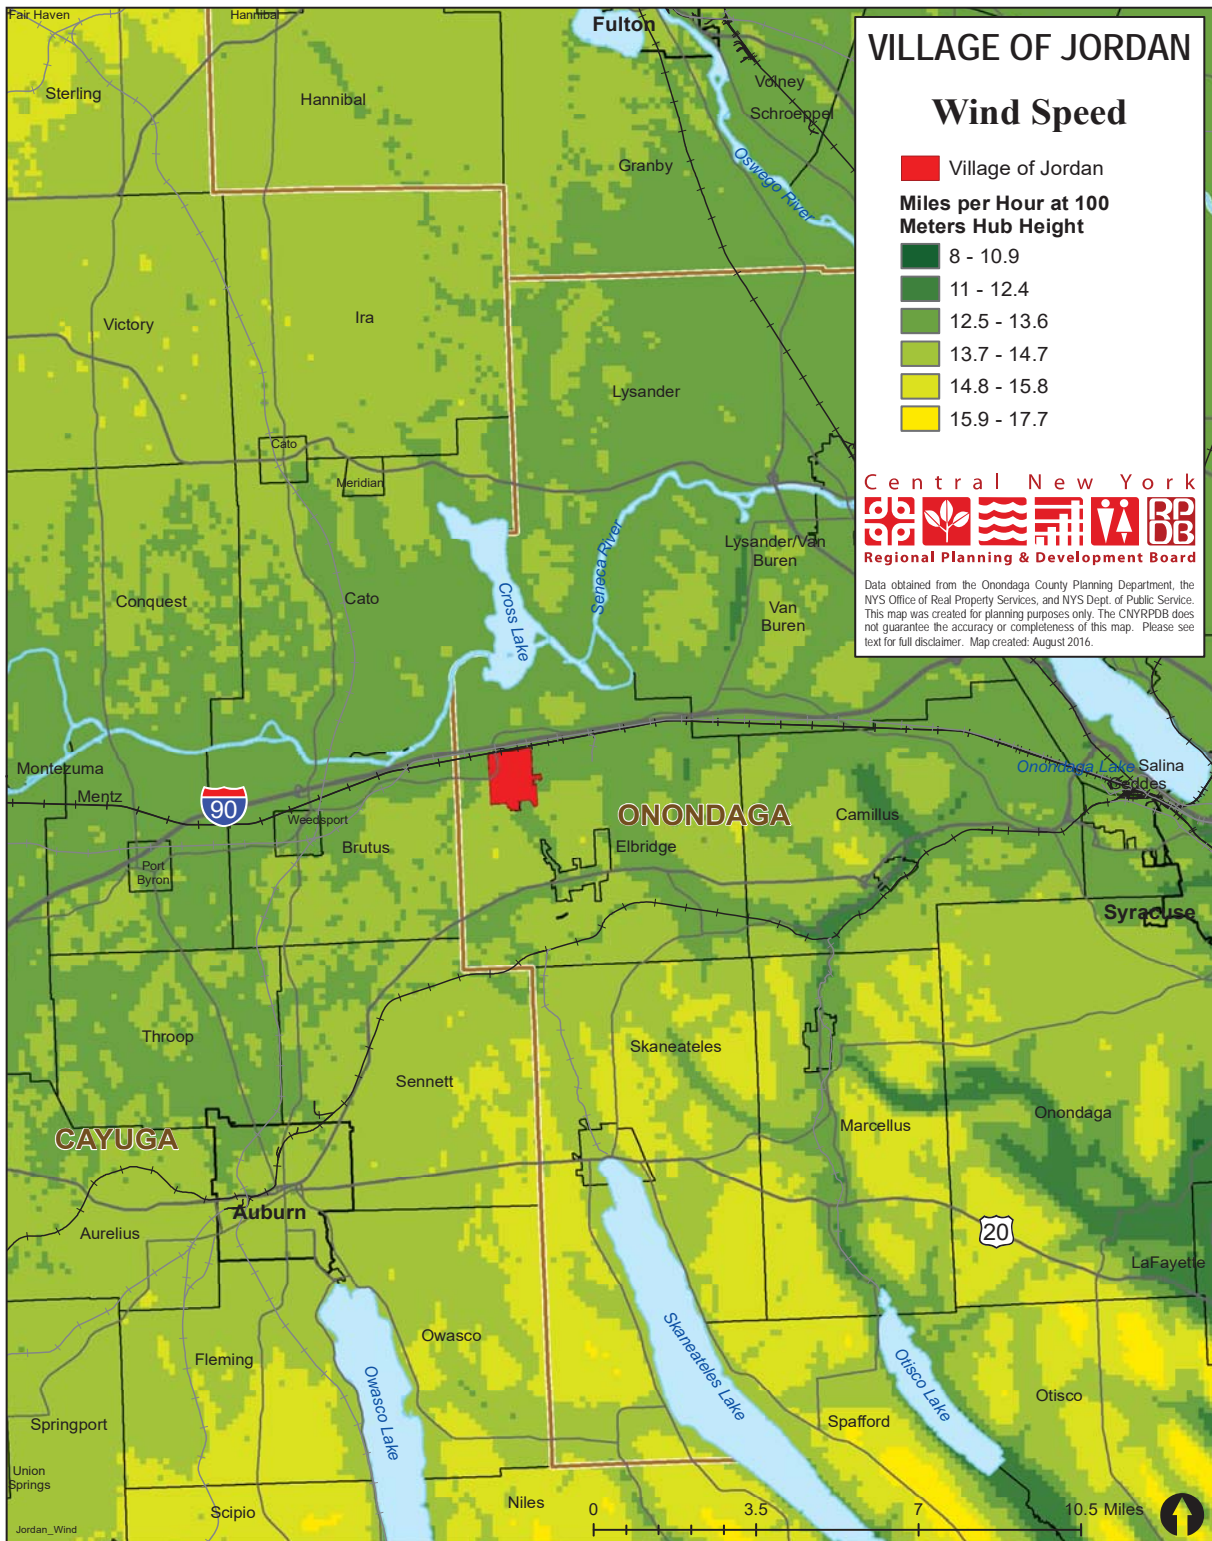 Fair Haven
Hannibal
Fulton
VILLAGE OF JORDAN
Wind Speed
Village of Jordan
Miles per Hour at 100
Meters Hub Height
8 - 10.9
11 - 12.4
12.5 - 13.6
13.7 - 14.7
14.8 - 15.8
15.9 - 17.7
Central New York
RP
DB
Regional Planning & Development Board
Data obtained from the Onondaga County Planning Department, the
NYS Office of Real Property Services, and NYS Dept. of Public Service.
This map was created for planning purposes only. The CNYRPDB does
not guarantee the accuracy or completeness of this map. Please see
text for full disclaimer. Map created: August 2016.
Sterling
Hannibal
Volney
Schroeppel
Granby
Oswego River
Victory
Ira
Lysander
Cato
Meridian
Seneca River
Lysander/Van
Buren
Conquest
Cato
Cross Lake
Van
Buren
Montezuma
Mentz
90
Weedsport
Brutus
Port
Byron
ONONDAGA
Elbridge
Camillus
Onondaga Lake
Salina
Geddes
Syracuse
Throop
Sennett
Skaneateles
Marcellus
Onondaga
CAYUGA
Auburn
Aurelius
20
LaFayette
Owasco
Fleming
Owasco Lake
Skaneateles Lake
Otisco Lake
Otisco
Spafford
Springport
Union
Springs
Scipio
Niles
0
3.5
7
10.5 Miles
Jordan_Wind